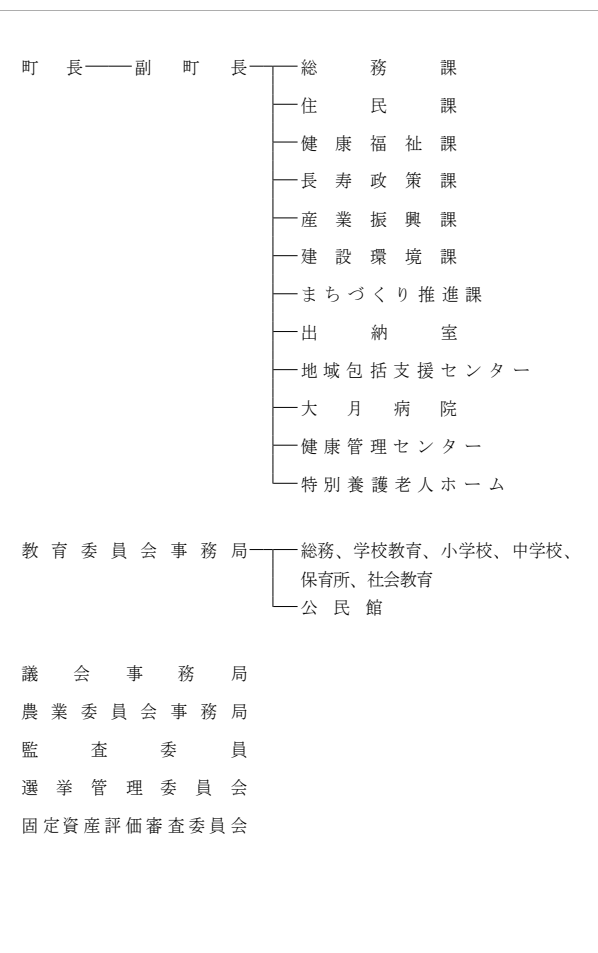 町長 副町長 総務課
住民課
健康福祉課
長寿政策課
産業振興課
建設環境課
まちづくり推進課
出納室
地域包括支援センター
大月病院
健康管理センター
特別養護老人ホーム
教育委員会事務局 総務、学校教育、小学校、中学校、
保育所、社会教育
公民館
議会事務局
農業委員会事務局
監査委員
選挙管理委員会
固定資産評価審査委員会